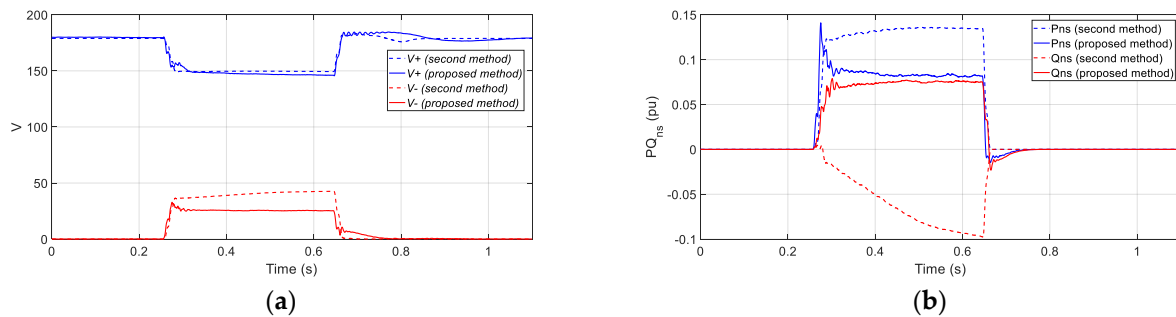 200
150
100
50
0
V
0
0.2
0.4
0.6
0.8
1
Time (s)
V+ (second method)
V+ (proposed method)
V- (second method)
V- (proposed method)
(a)
0.15
0.1
0.05
0
-0.05
-0.1
PQns (pu)
0
0.2
0.4
0.6
0.8
1
Time (s)
Pns (second method)
Pns (proposed method)
Qns (second method)
Qns (proposed method)
(b)